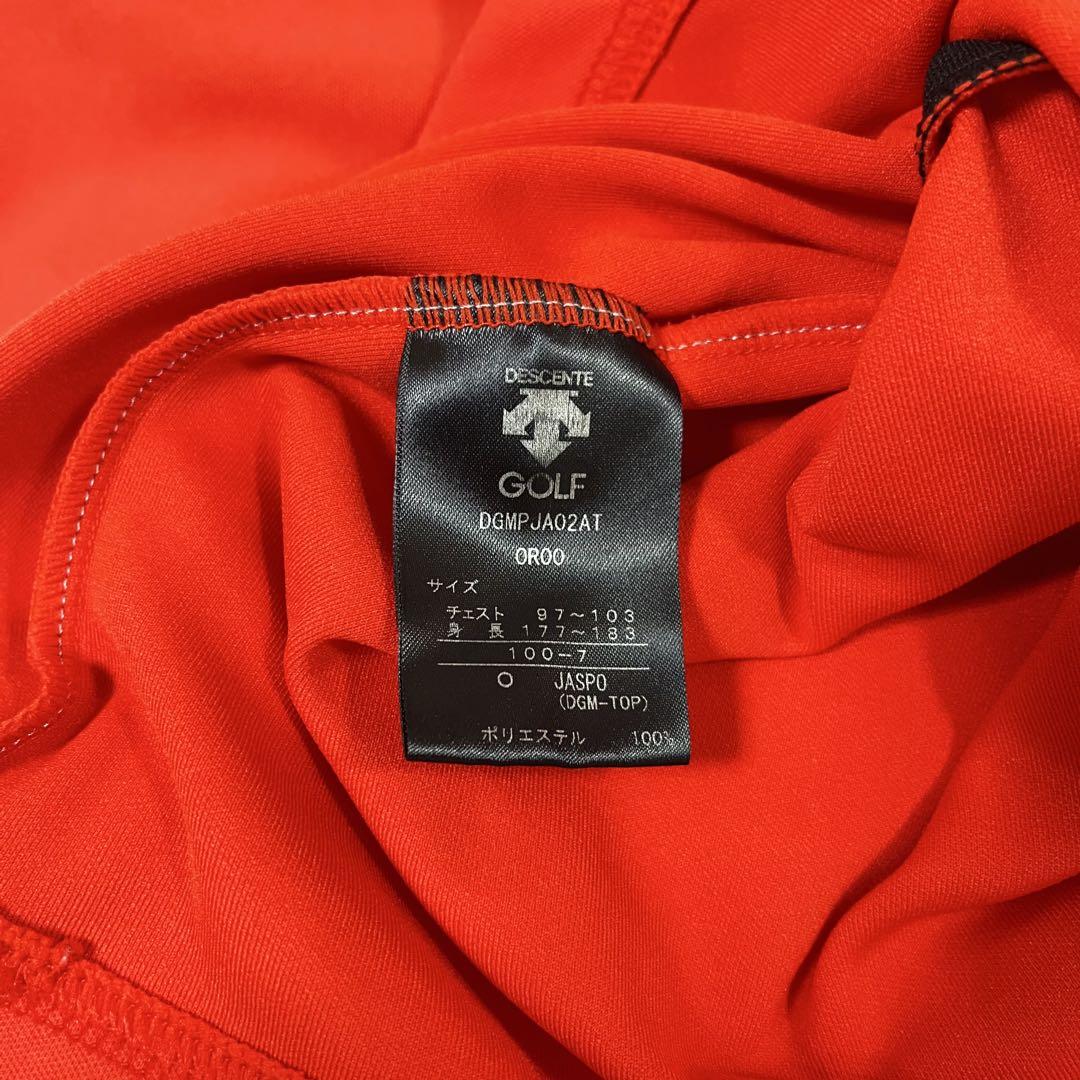 DESCENTE
GOLF
DGMPJA02AT
OR00
サイズ
チェスト 97〜103
身長 177〜183
100-7
O JASPO
(DGM-TOP)
ポリエステル 100%